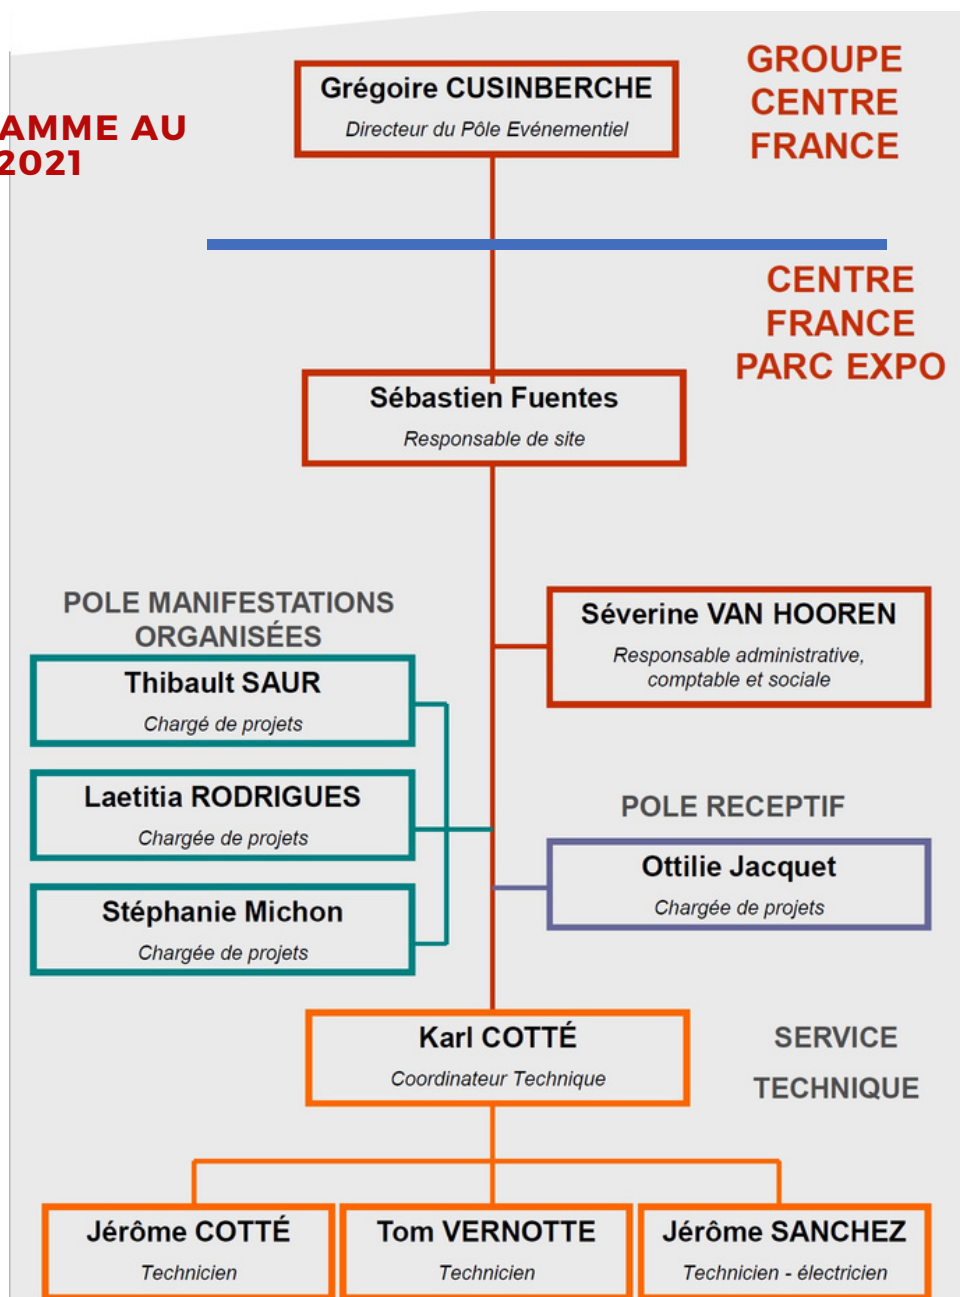 Grégoire CUSINBERCHE
Directeur du Pôle Evénementiel
GROUPE
CENTRE
FRANCE
AMME AU
2021
CENTRE
FRANCE
PARC EXPO
Sébastien Fuentes
Responsable de site
POLE MANIFESTATIONS
ORGANISÉES
Séverine VAN HOOREN
Responsable administrative,
comptable et sociale
Thibault SAUR
Chargé de projets
Laetitia RODRIGUES
Chargée de projets
Stéphanie Michon
Chargée de projets
POLE RECEPTIF
Ottilie Jacquet
Chargée de projets
Karl COTTÉ
Coordinateur Technique
SERVICE
TECHNIQUE
Jérôme COTTÉ
Technicien
Tom VERNOTTE
Technicien
Jérôme SANCHEZ
Technicien - électricien